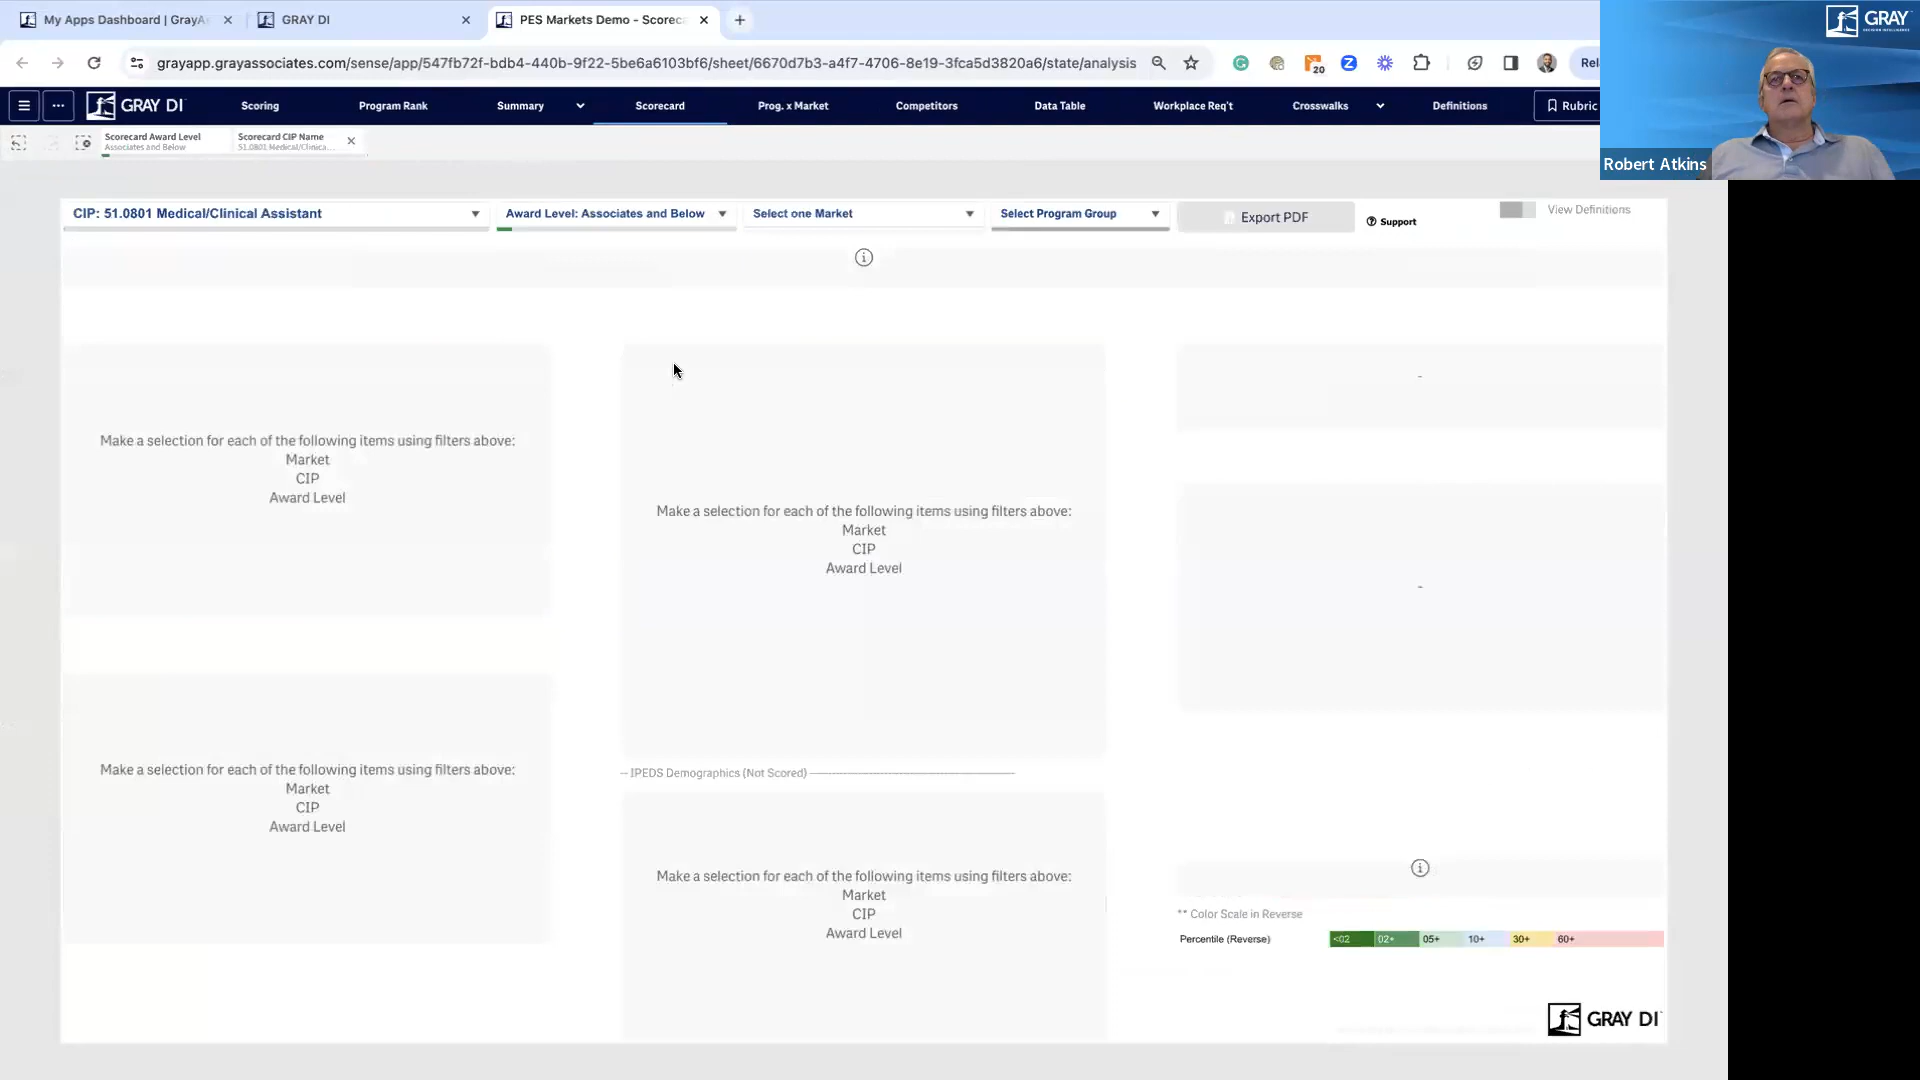 My Apps Dashboard | GrayA
GRAY DI
PES Markets Demo - Scorec
grayapp.grayassociates.com/sense/app/547fb72f-bdb4-440b-9f22-5be6a6103bf6/sheet/6670d7b3-a4f7-4706-8e19-3fca5d3820a6/state/analysis
20
Rel
GRAY
DECISION INTELLIGENCE
GRAY DI
Scoring
Program Rank
Summary
Scorecard
Prog. x Market
Competitors
Data Table
Workplace Req't
Crosswalks
Definitions
Rubric
Scorecard Award Level
Associates and Below
Scorecard CIP Name
51.0801 Medical/Clinica...
Robert Atkins
CIP: 51.0801 Medical/Clinical Assistant
Award Level: Associates and Below
Select one Market
Select Program Group
Export PDF
Support
View Definitions
Make a selection for each of the following items using filters above:
Market
CIP
Award Level
Make a selection for each of the following items using filters above:
Market
CIP
Award Level
-
-
-- IPEDS Demographics (Not Scored)
Make a selection for each of the following items using filters above:
Market
CIP
Award Level
Make a selection for each of the following items using filters above:
Market
CIP
Award Level
** Color Scale in Reverse
Percentile (Reverse)
<02
02+
05+
10+
30+
60+
GRAY DI